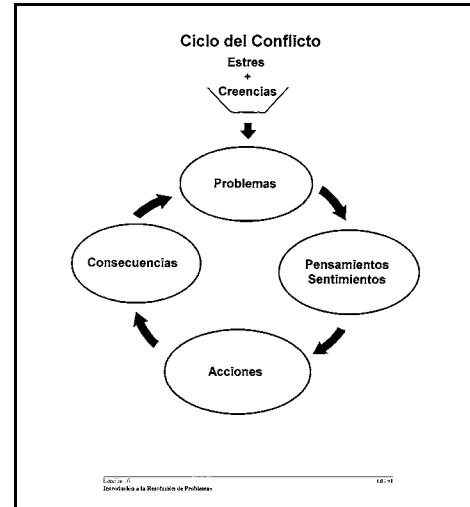 Ciclo del Conflicto
Estres
+
Creencias
Problemas
Pensamientos
Sentimientos
Consecuencias
Acciones
Introducción a la Resolución de Problemas